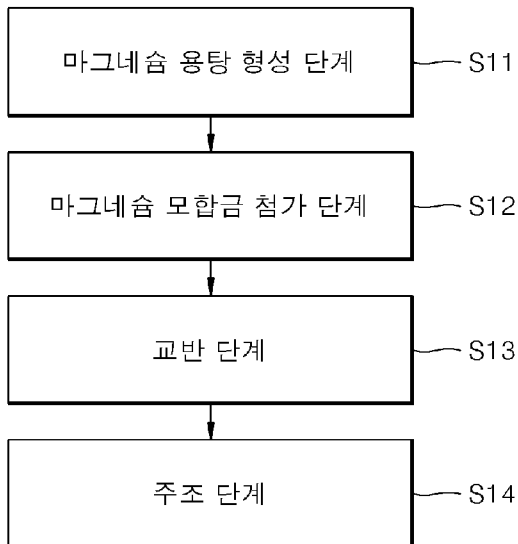 마그네슘 용탕 형성 단계
S11
마그네슘 모합금 첨가 단계
S12
교반 단계
S13
주조 단계
S14